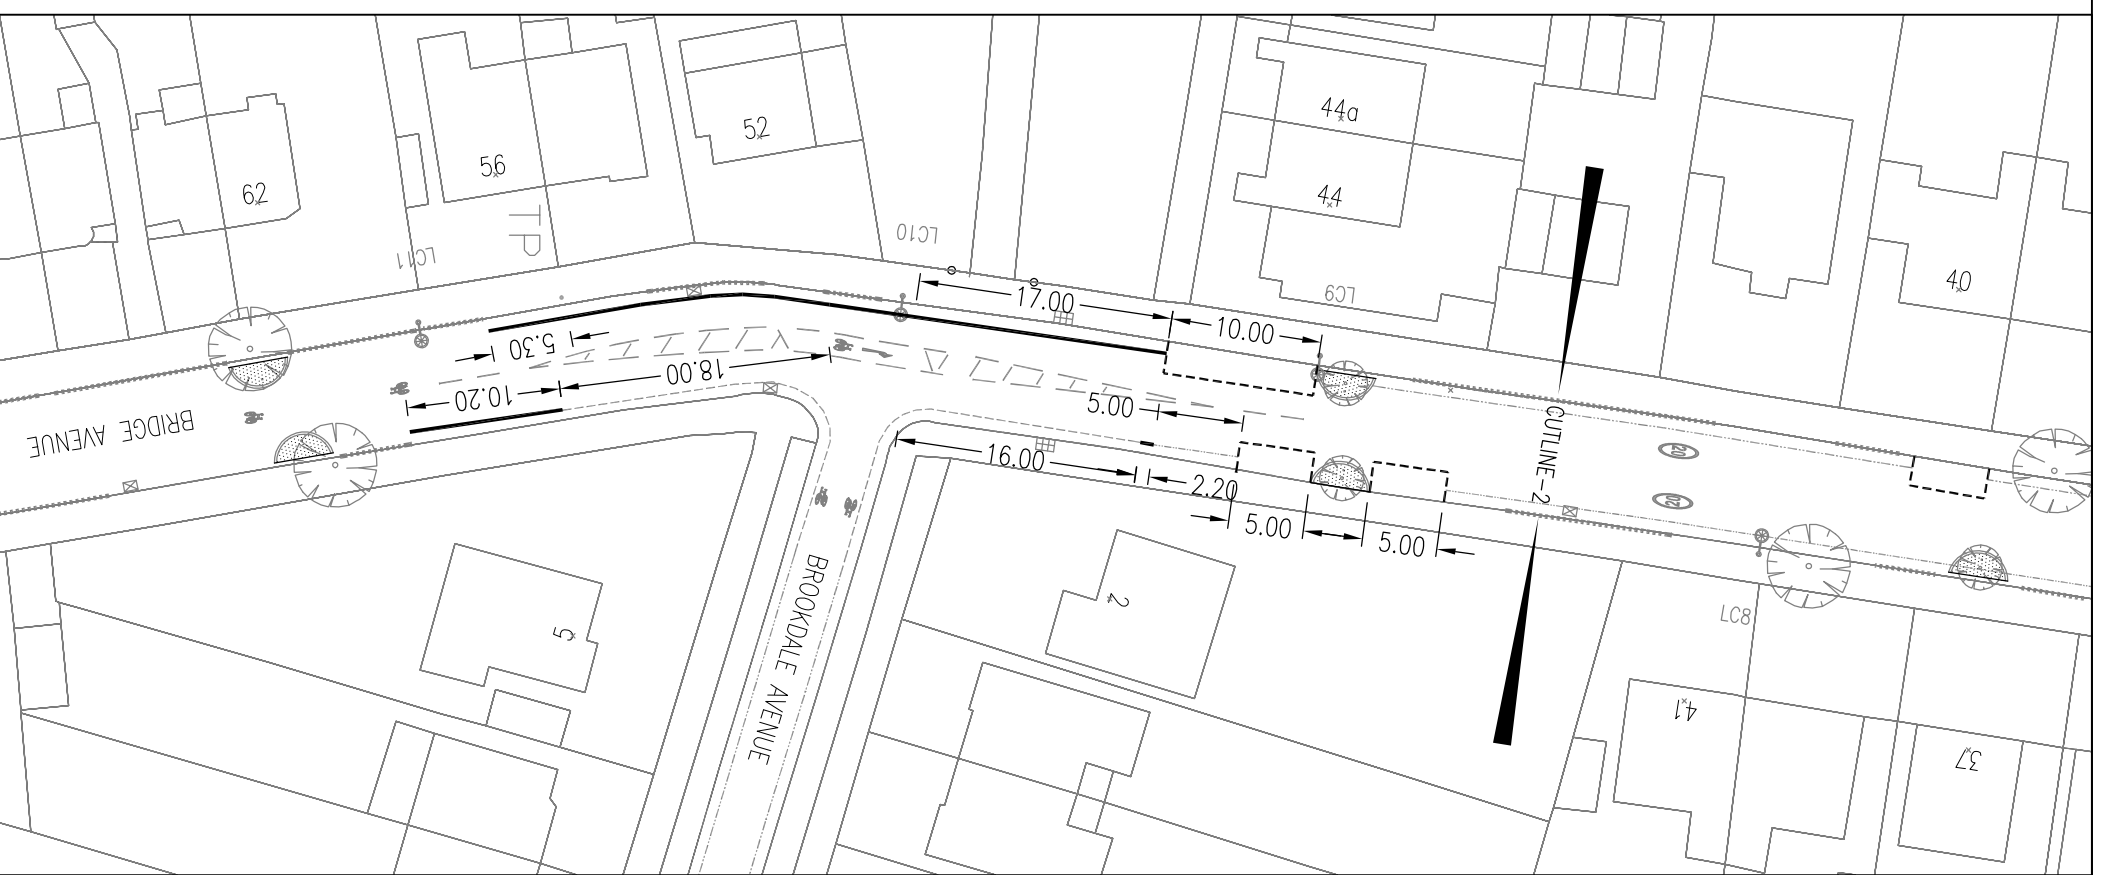 44a
52
56
44
62
TP
LC10
LC11
LC9
40
17.00
10.00
5.30
18.00
10.20
5.00
BRIDGE AVENUE
CUTLINE-2
20
16.00
2.20
20
5.00
5.00
BROOKDALE AVENUE
2
5
LC8
41
37